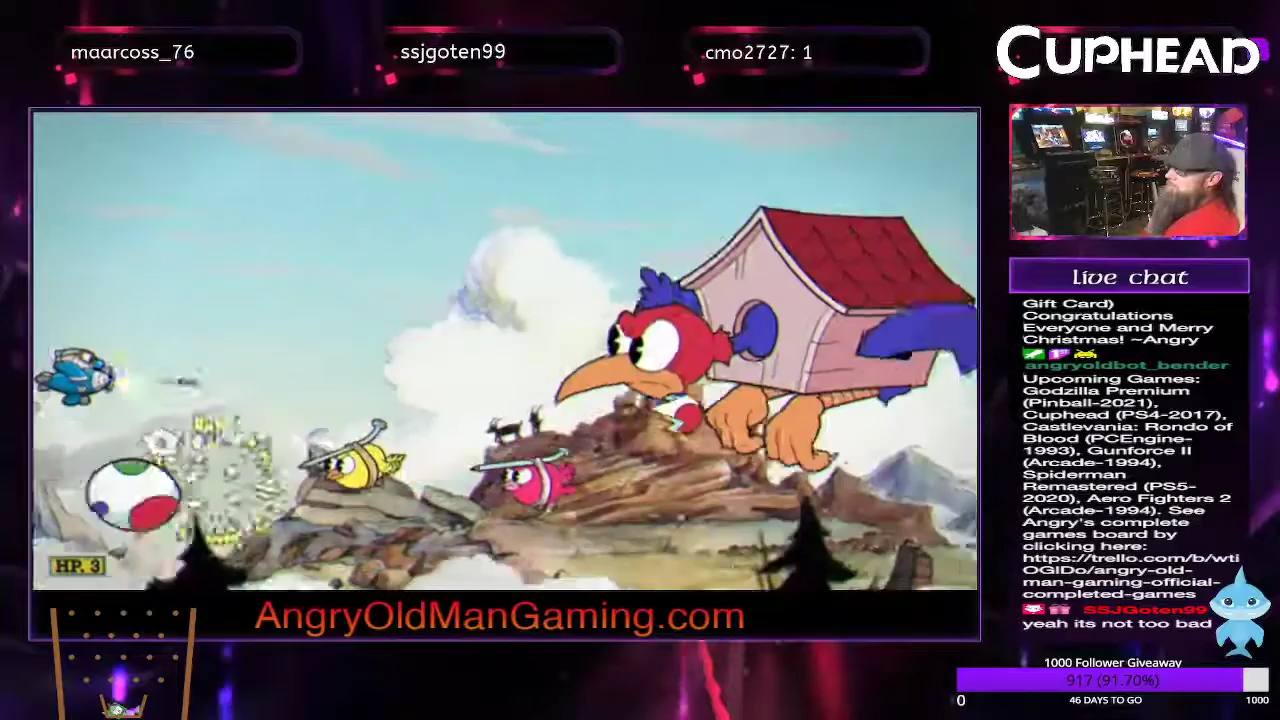 maarcoss_76
ssjgoten99
cmo2727: 1
CUPHEAD
live chat
Gift Card)
Congratulations
Everyone and Merry
Christmas! ~Angry
angryoldbot_bender
Upcoming Games:
Godzilla Premium
(Pinball-2021),
Cuphead (PS4-2017),
Castlevania: Rondo of
Blood (PCEngine-
1993), Gunforce II
(Arcade-1994),
Spiderman
Remastered (PS5-
2020), Aero Fighters 2
(Arcade-1994). See
Angry's complete
games board by
clicking here:
https://trello.com/b/wti
OGIDo/angry-old-
man-gaming-official-
completed-games
SSJGoten99
yeah its not too bad
HP. 3
AngryOldManGaming.com
1000 Follower Giveaway
917 (91.70%)
0
46 DAYS TO GO
1000